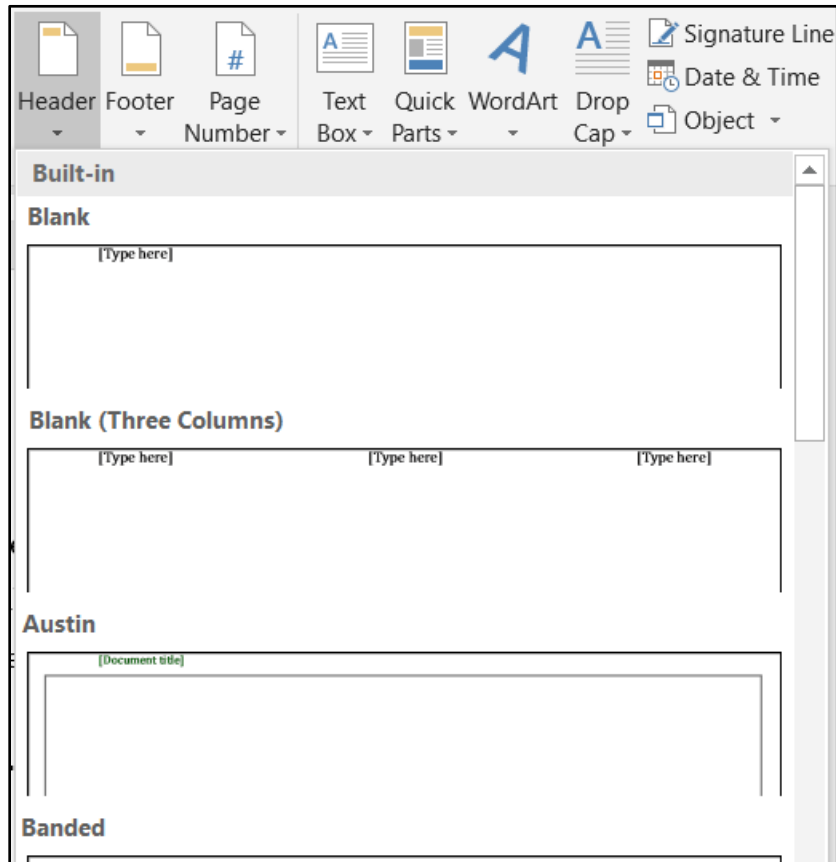 Header
Footer
Page
Number
Text
Box
Quick
Parts
WordArt
Drop
Cap
Signature Line
Date & Time
Object
Built-in
Blank
[Type here]
Blank (Three Columns)
[Type here] [Type here] [Type here]
Austin
[Document title]
Banded